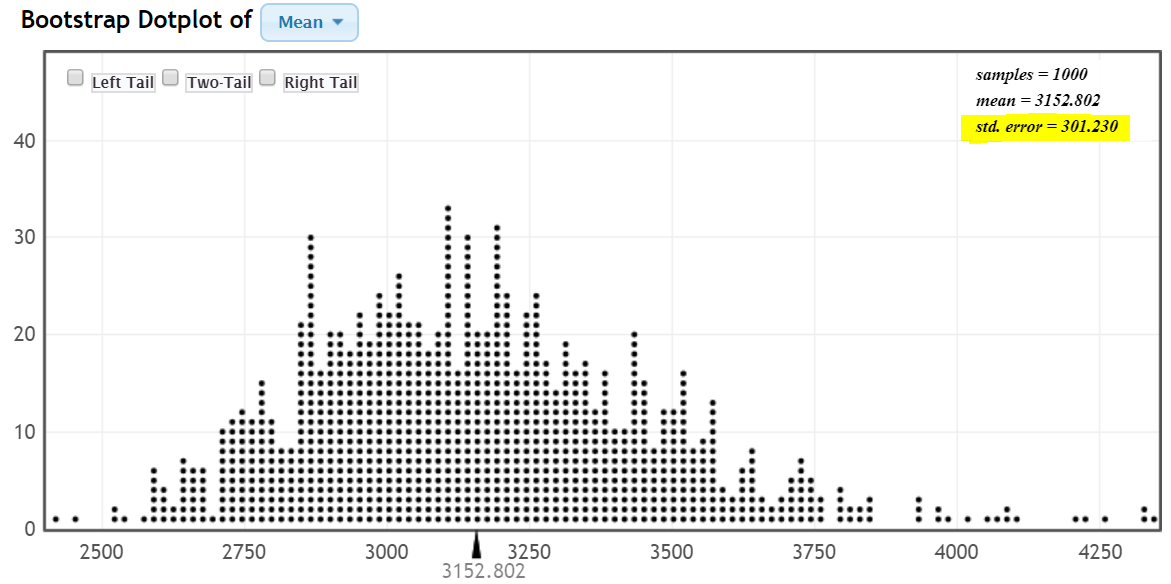 Bootstrap Dotplot of Mean
Left Tail Two-Tail Right Tail
samples = 1000
mean = 3152.802
std. error = 301.230
40
30
20
10
0
2500 2750 3000 3250 3500 3750 4000 4250
3152.802